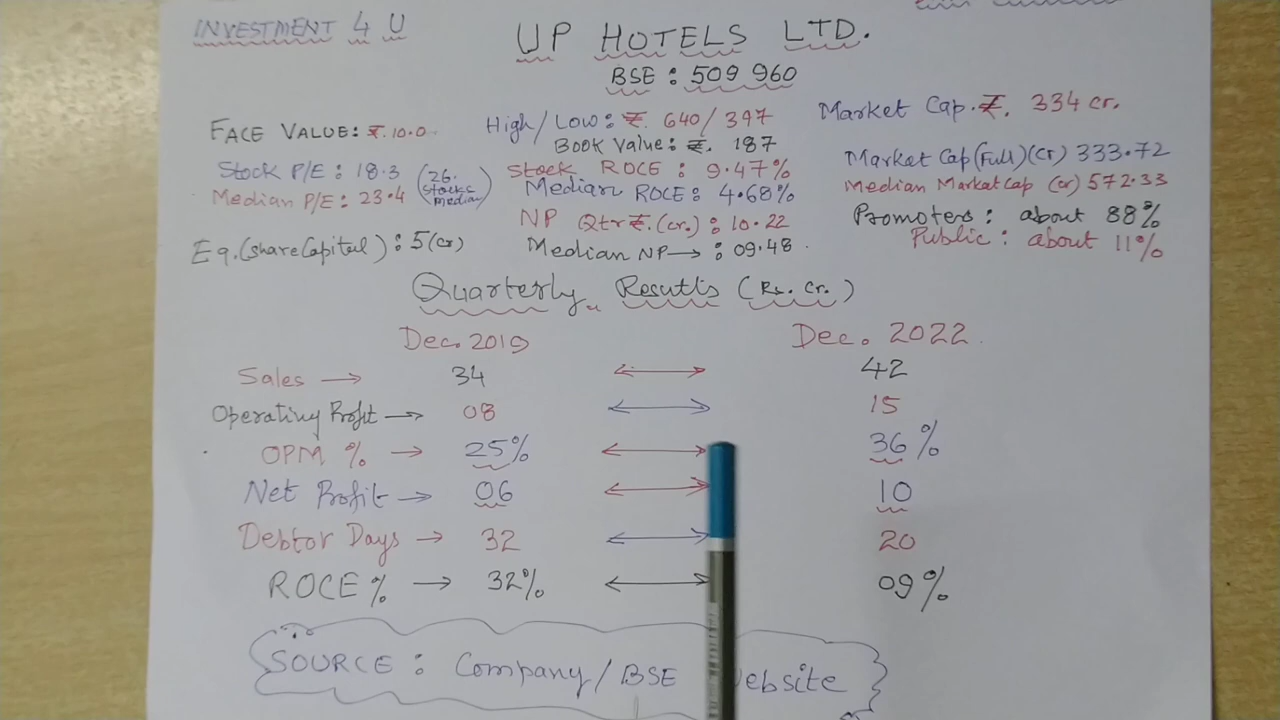 INVESTMENT 4 U
UP HOTELS LTD.
BSE : 509 960
FACE VALUE: ₹.10.0
High/Low: ₹. 640/397
Market Cap. ₹. 334 cr.
Book Value: ₹. 187
Stock P/E : 18.3
Median P/E: 23.4
(26. stocks median)
Stock ROCE : 9.47%
Median ROCE: 4.68%
Market Cap(Full)(Cr) 333.72
Median Market Cap (cr) 572.33
NP Qtr ₹.(cr.) : 10.22
Promoters: about 88%
Eq.(Share Capital) : 5(cr)
Median NP → : 09.48
Public : about 11%
Quarterly Resutls (Rs. Cr.)
Dec. 2019 Dec. 2022
Sales → 34 ↔ 42
Operating Profit → 08 ↔ 15
OPM % → 25% ↔ 36%
Net Profit → 06 ↔ 10
Debtor Days → 32 ↔ 20
ROCE % → 32% ↔ 09%
SOURCE : Company/BSE ebsite